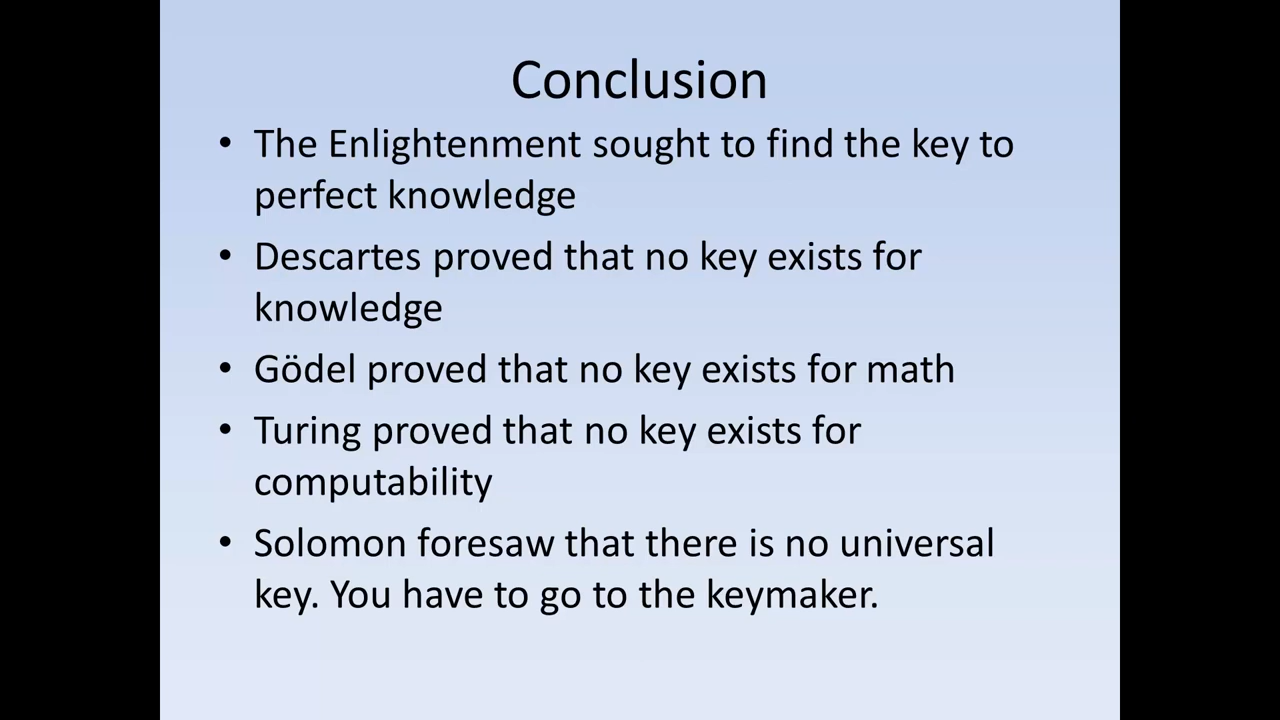 Conclusion
• The Enlightenment sought to find the key to
perfect knowledge
• Descartes proved that no key exists for
knowledge
• Gödel proved that no key exists for math
• Turing proved that no key exists for
computability
• Solomon foresaw that there is no universal
key. You have to go to the keymaker.